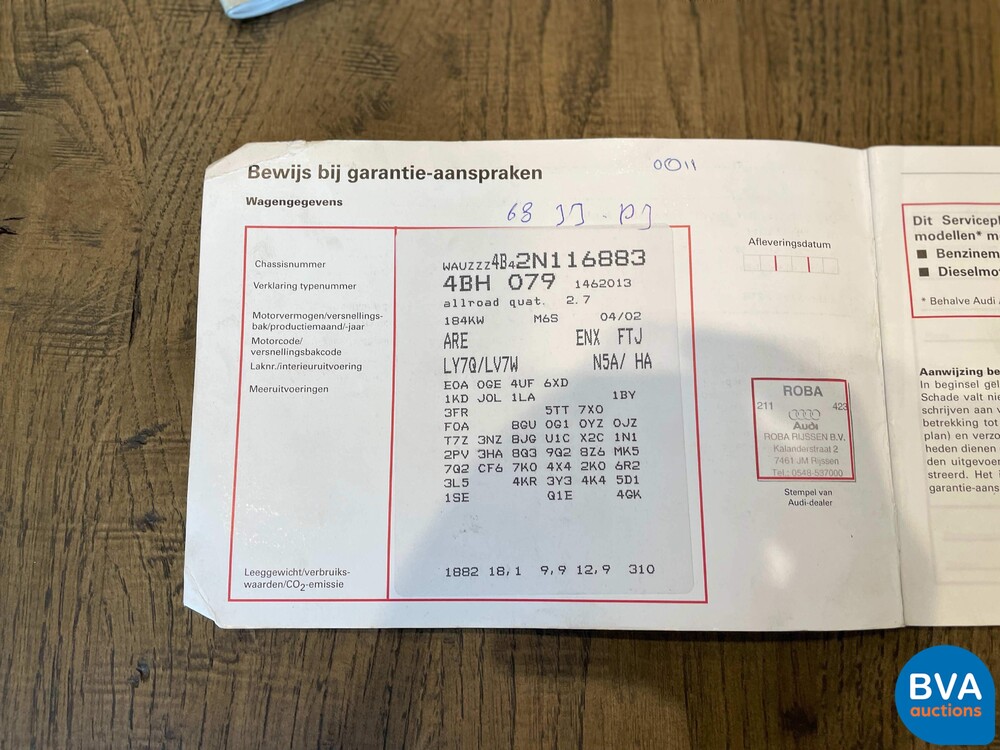 Bewijs bij garantie-aanspraken
Wagengegevens
Chassisnummer
WAUZZZ4B42N116883
Verklaring typenummer
4BH 079 1462013
allroad quat. 2.7
Motorvermogen/versnellings-
bak/productiemaand/-jaar
184KW M6S 04/02
Motorcode/
versnellingsbakcode
ARE ENX FTJ
Laknr./interieuruitvoering
LY7Q/LV7W N5A/ HA
Meeruitvoeringen
E0A 0GE 4UF 6XD
1KD J0L 1LA 1BY
3FR 5TT 7X0
F0A 8GU 0G1 0YZ 0JZ
T7Z 3NZ 8JG U1C X2C 1N1
2PV 3HA 8Q3 9Q2 8Z6 MK5
7Q2 CF6 7K0 4X4 2K0 6R2
3L5 4KR 3Y3 4K4 5D1
1SE Q1E 4GK
Leeggewicht/verbruiks-
waarden/CO2-emissie
1882 18,1 9,9 12,9 310
Afleveringsdatum
ROBA
211 423
Audi
ROBA RIJSSEN B.V.
Kalanderstraat 2
7461 JM Rijssen
Tel.: 0548-537000
Stempel van
Audi-dealer
Dit
modellen*
Benzinem
Dieselmo
* Behalve Audi
Aanwijzing be
In beginsel gel
Schade valt nie
schrijven aan v
betrekking tot
plan) en verzo
heden dienen
den uitgevoer
streerd. Het
garantie-aans
BVA
auctions